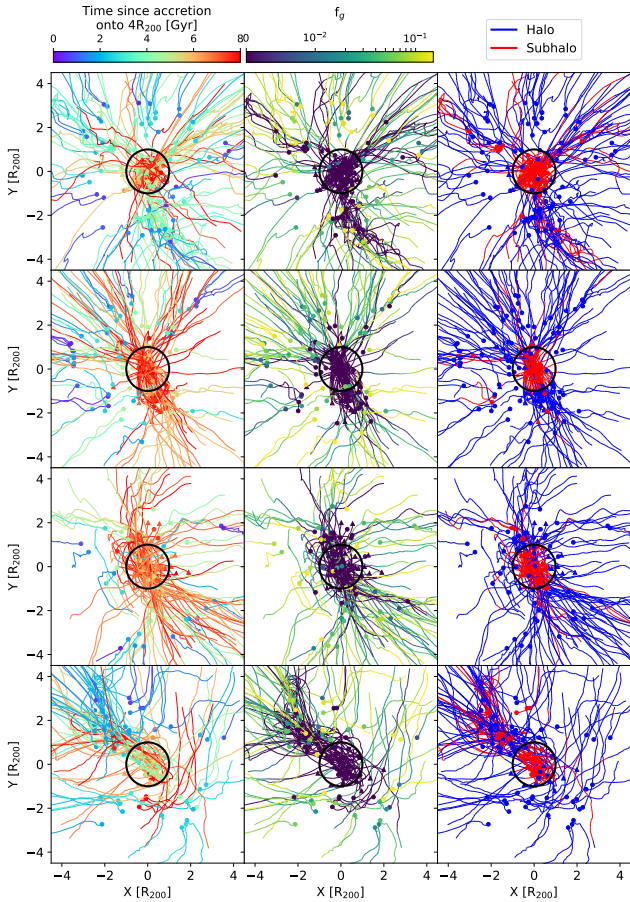 Time since accretion
onto 4R₂₀₀ [Gyr]
f_g
0 2 4 6 8
0 10⁻² 10⁻¹
Halo
Subhalo
4
2
0
−2
−4
Y [R₂₀₀]
4
2
0
−2
−4
Y [R₂₀₀]
4
2
0
−2
−4
Y [R₂₀₀]
4
2
0
−2
−4
Y [R₂₀₀]
−4 −2 0 2 4
−4 −2 0 2 4
−4 −2 0 2 4
X [R₂₀₀]
X [R₂₀₀]
X [R₂₀₀]